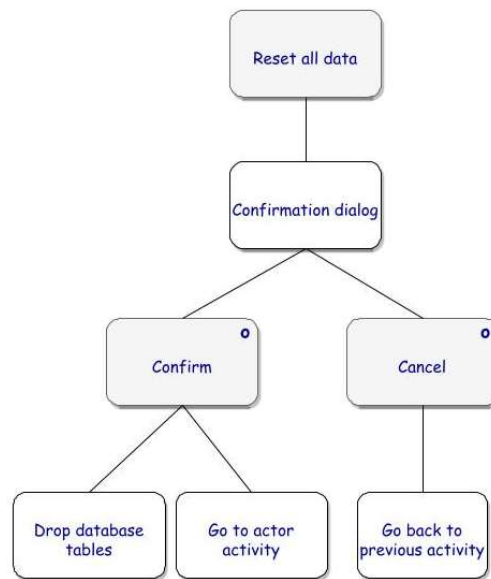 Reset all data
Confirmation dialog
o
Confirm
o
Cancel
Drop database
tables
Go to actor
activity
Go back to
previous activity